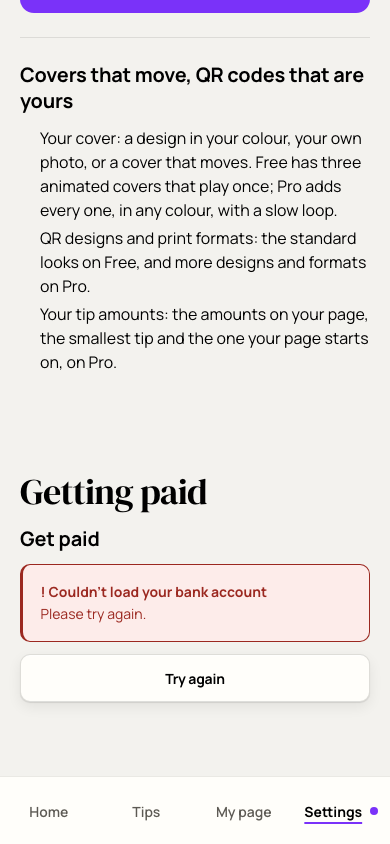 Covers that move, QR codes that are
yours
Your cover: a design in your colour, your own
photo, or a cover that moves. Free has three
animated covers that play once; Pro adds
every one, in any colour, with a slow loop.
QR designs and print formats: the standard
looks on Free, and more designs and formats
on Pro.
Your tip amounts: the amounts on your page,
the smallest tip and the one your page starts
on, on Pro.
Getting paid
Get paid
! Couldn't load your bank account
Please try again.
Try again
Home Tips My page Settings